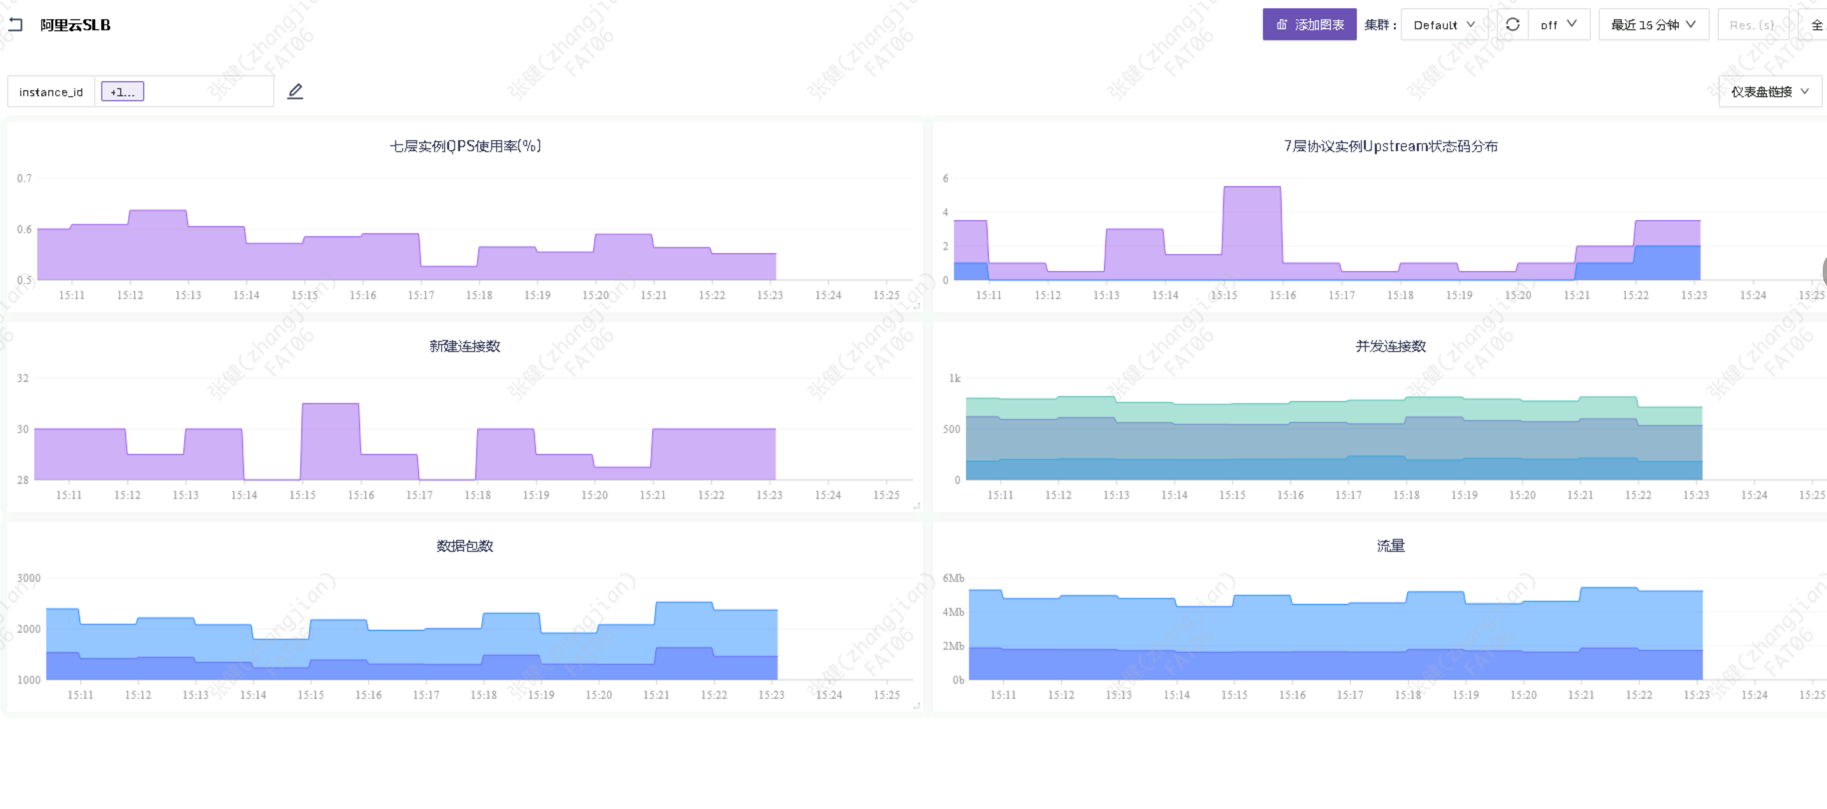 阿里云SLB
添加图表 集群： Default off 最近 15 分钟 Res. (s) 全
instance_id +1... 仪表盘链接
七层实例QPS使用率(%)
0.7
0.6
0.5
15:11 15:12 15:13 15:14 15:15 15:16 15:17 15:18 15:19 15:20 15:21 15:22 15:23 15:24 15:25
7层协议实例Upstream状态码分布
6
4
2
0
15:11 15:12 15:13 15:14 15:15 15:16 15:17 15:18 15:19 15:20 15:21 15:22 15:23 15:24 15:25
新建连接数
32
30
28
15:11 15:12 15:13 15:14 15:15 15:16 15:17 15:18 15:19 15:20 15:21 15:22 15:23 15:24 15:25
并发连接数
1k
500
0
15:11 15:12 15:13 15:14 15:15 15:16 15:17 15:18 15:19 15:20 15:21 15:22 15:23 15:24 15:25
数据包数
3000
2000
1000
15:11 15:12 15:13 15:14 15:15 15:16 15:17 15:18 15:19 15:20 15:21 15:22 15:23 15:24 15:25
流量
6Mb
4Mb
2Mb
0b
15:11 15:12 15:13 15:14 15:15 15:16 15:17 15:18 15:19 15:20 15:21 15:22 15:23 15:24 15:25
张健(zhangjian)
FAT06